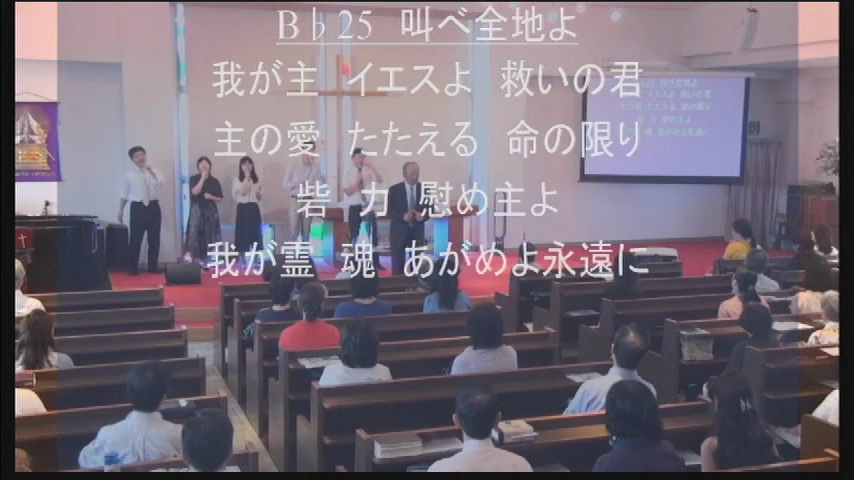 B♭25 叫べ全地よ
我が主 イエスよ 救いの君
主の愛 たたえる 命の限り
砦 力 慰め主よ
我が霊 魂 あがめよ永遠に